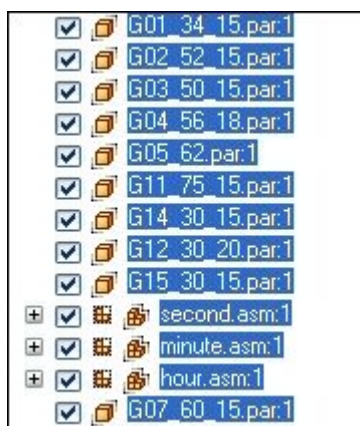 G01_34_15.par:1
G02_52_15.par:1
G03_50_15.par:1
G04_56_18.par:1
G05_62.par:1
G11_75_15.par:1
G14_30_15.par:1
G12_30_20.par:1
G15_30_15.par:1
second.asm:1
minute.asm:1
hour.asm:1
G07_60_15.par:1